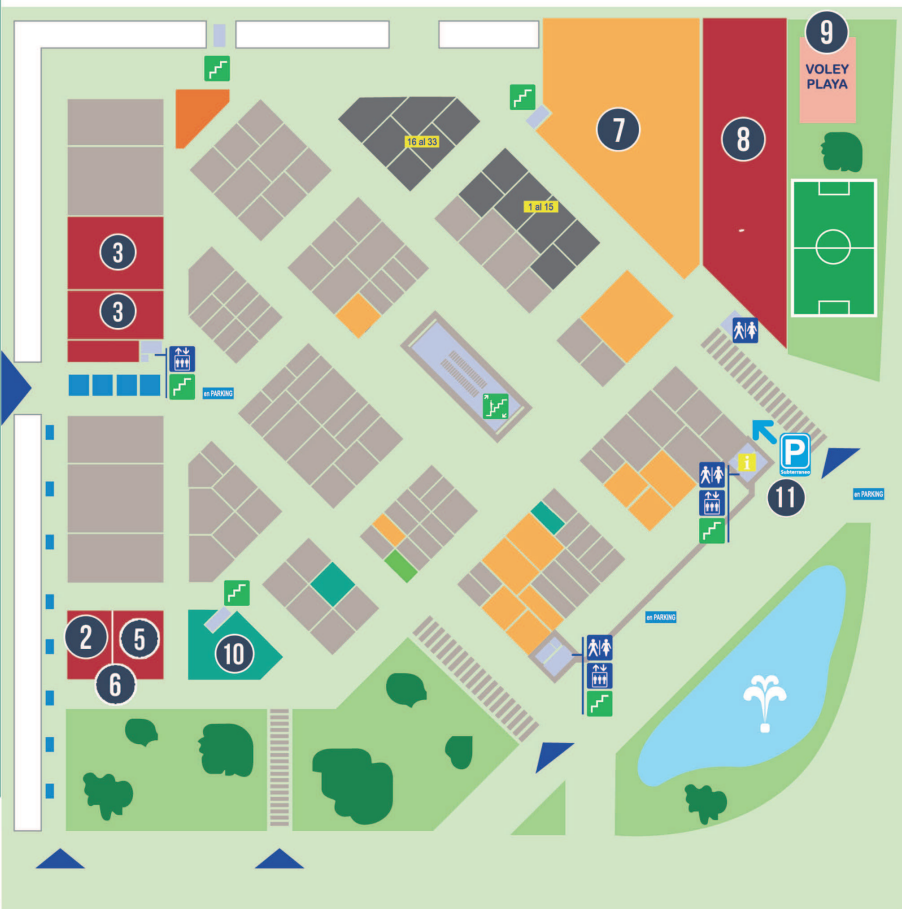 9
VOLEY
PLAYA
7
8
16 al 33
1 al 15
3
3
en PARKING
i
P
Subterraneo
11
en PARKING
2
5
6
10
en PARKING